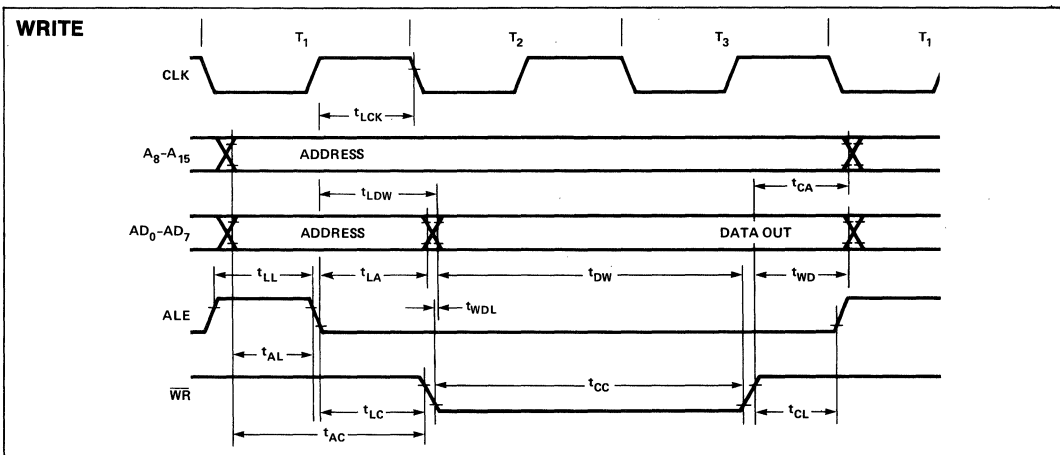 WRITE
T1 T2 T3 T1
CLK
tLCK
A8-A15 ADDRESS
tLDW tCA
AD0-AD7 ADDRESS DATA OUT
tLL tLA tDW tWD
tWDL
ALE
tAL
WR tCC
tLC tCL
tAC